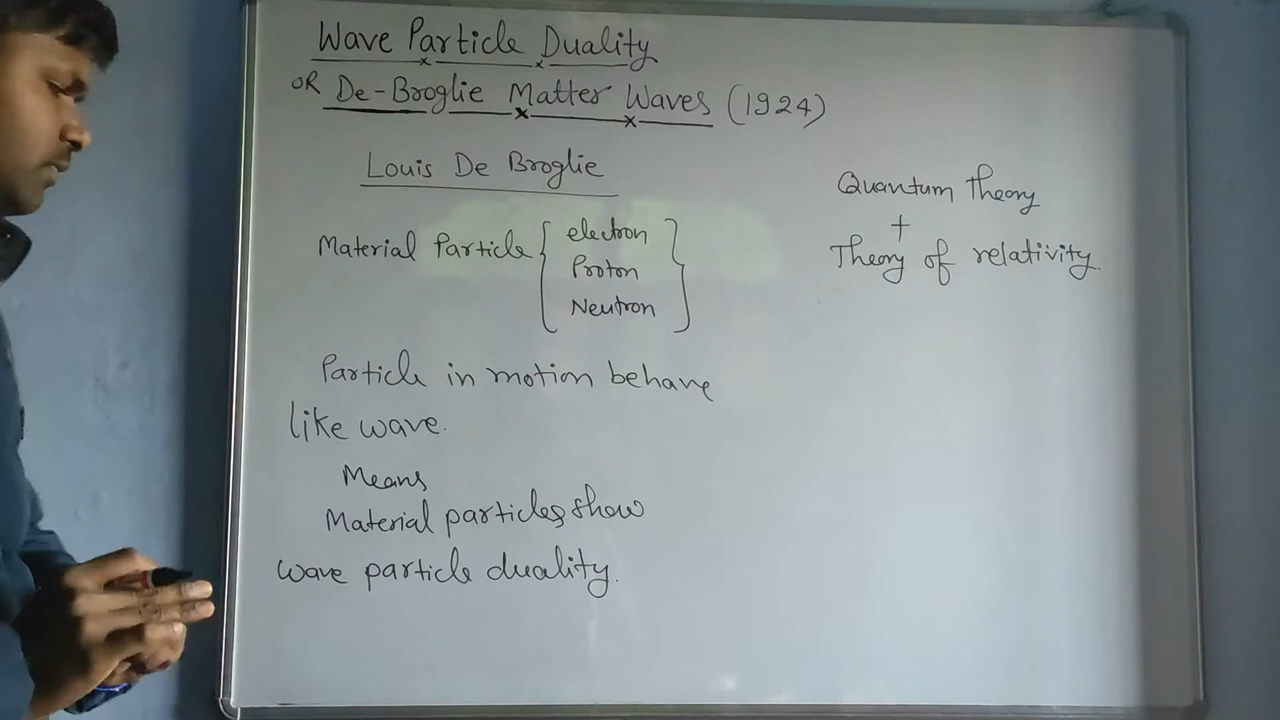 Wave Particle Duality
OR De-Broglie Matter Waves (1924)
Louis De Broglie
Material Particle { electron
Proton
Neutron }
Particle in motion behave
like wave.
Means
Material particles show
wave particle duality.
Quantum Theory
+
Theory of relativity.